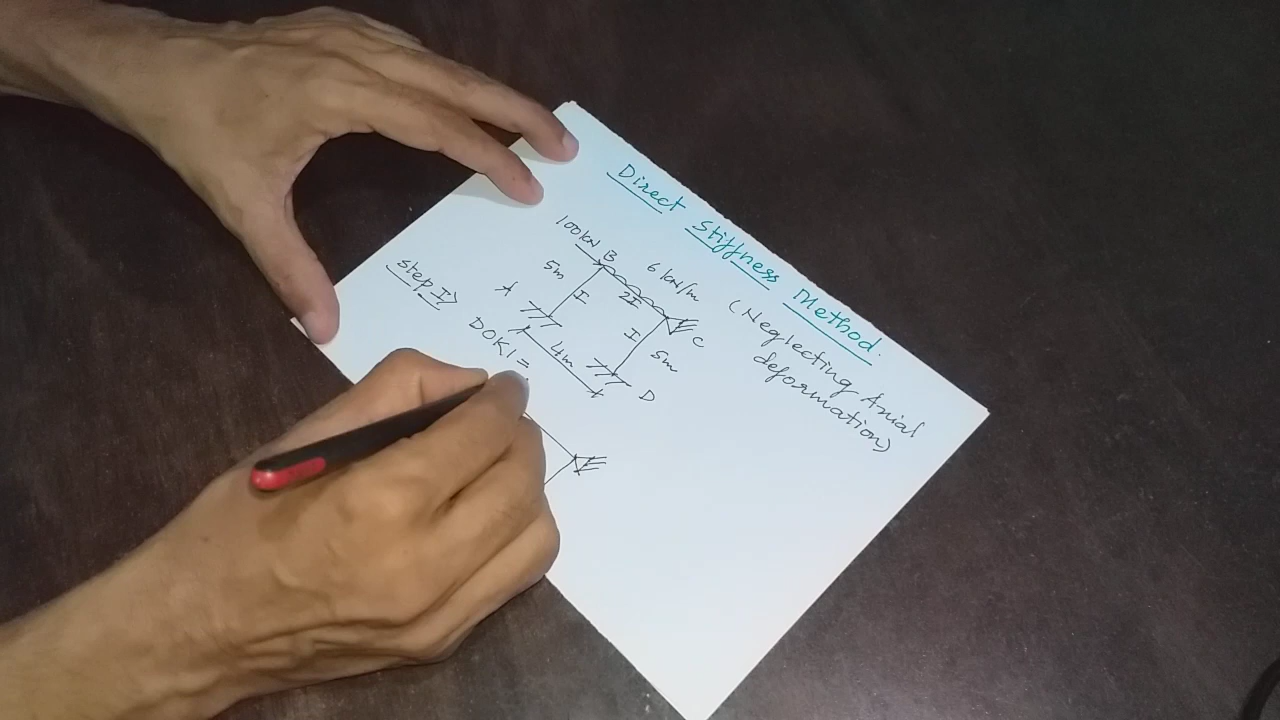 Direct Stiffness Method.
(Neglecting Axial
deformation)
100kN B 6 kN/m
5m I 2I
A I C
5m
4m D
Step I>
DOKI =